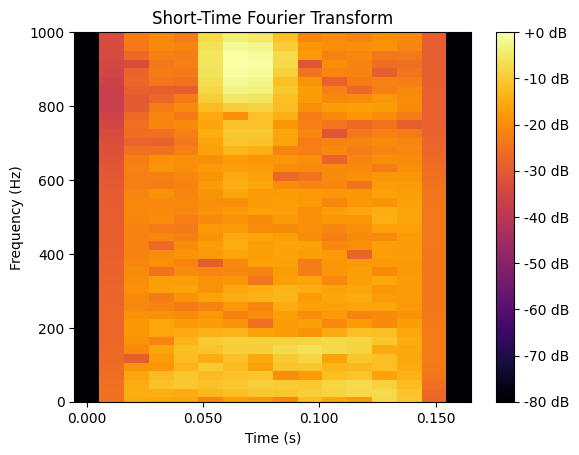 Short-Time Fourier Transform
1000
800
600
400
200
0
Frequency (Hz)
0.000
0.050
0.100
0.150
Time (s)
+0 dB
-10 dB
-20 dB
-30 dB
-40 dB
-50 dB
-60 dB
-70 dB
-80 dB